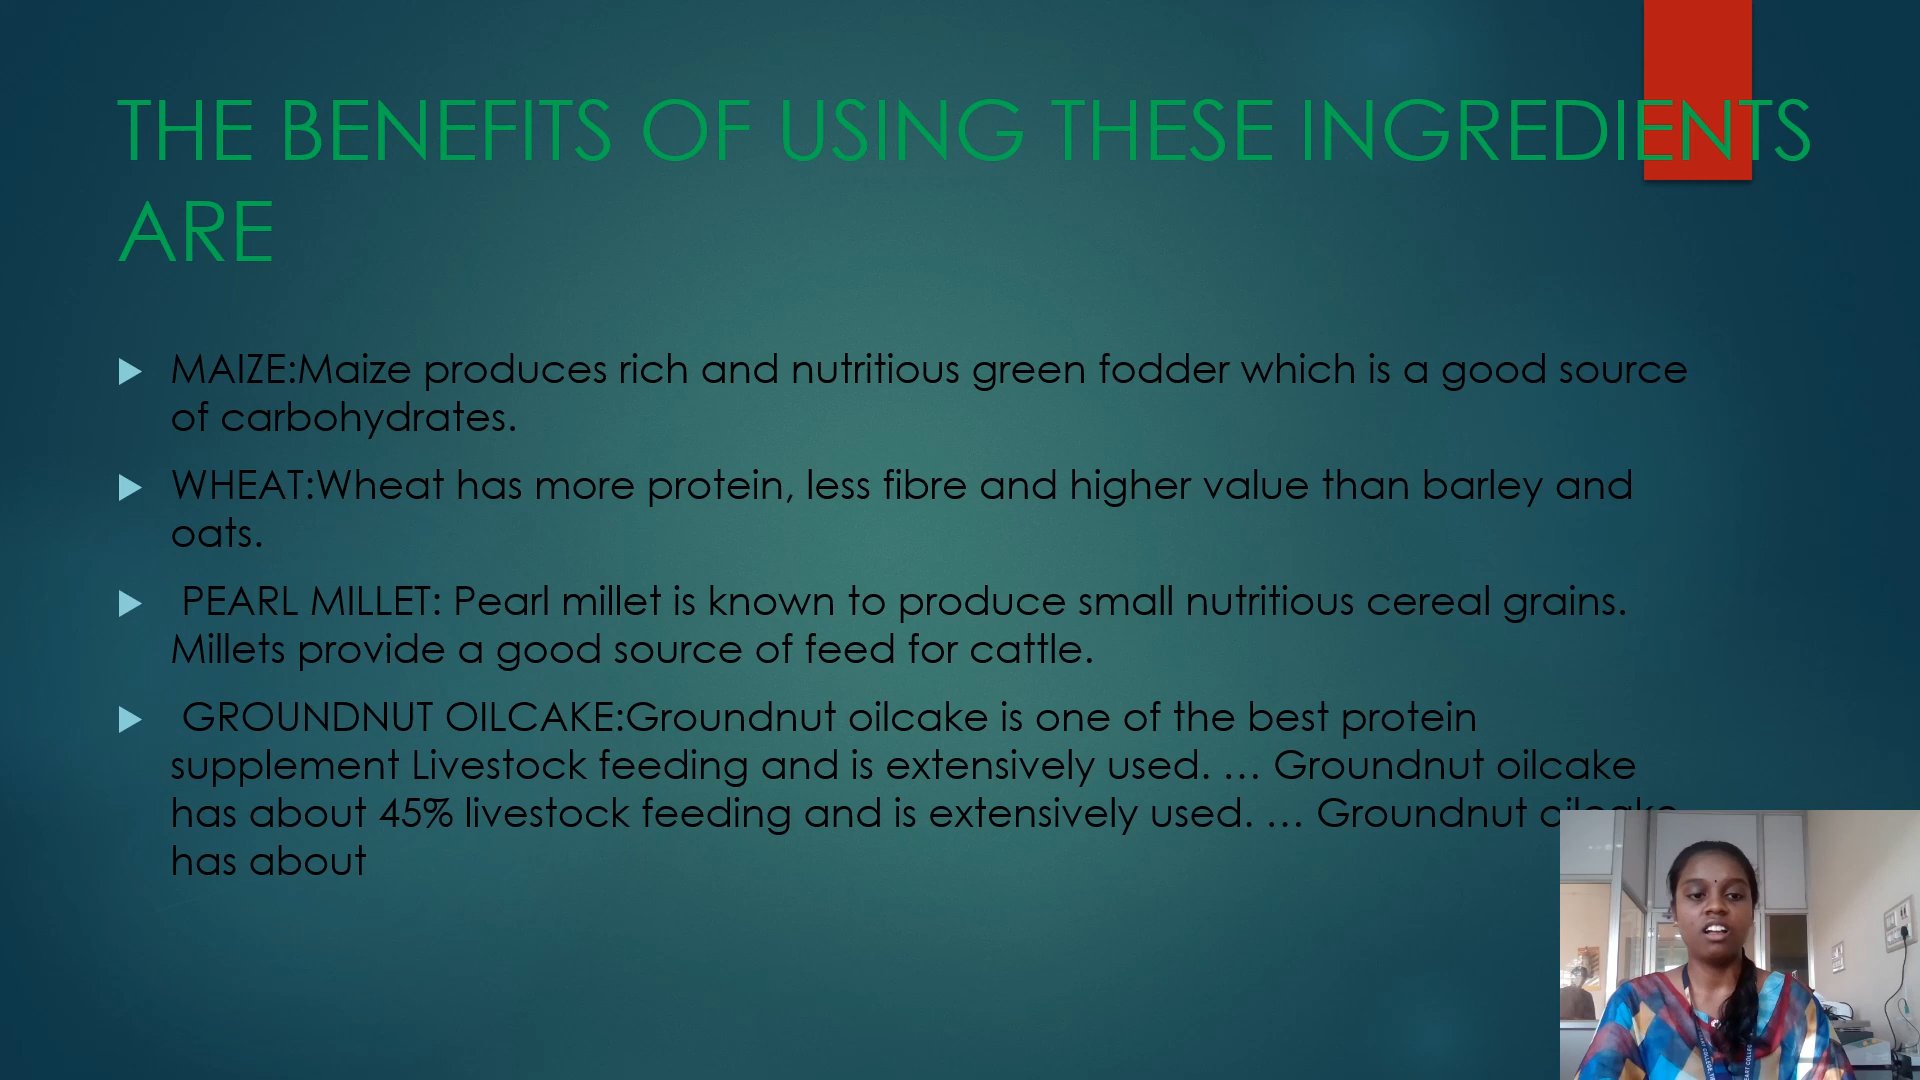 THE BENEFITS OF USING THESE INGREDIENTS
ARE
MAIZE:Maize produces rich and nutritious green fodder which is a good source
of carbohydrates.
WHEAT:Wheat has more protein, less fibre and higher value than barley and
oats.
PEARL MILLET: Pearl millet is known to produce small nutritious cereal grains.
Millets provide a good source of feed for cattle.
GROUNDNUT OILCAKE:Groundnut oilcake is one of the best protein
supplement Livestock feeding and is extensively used. … Groundnut oilcake
has about 45% livestock feeding and is extensively used. … Groundnut oilcake
has about